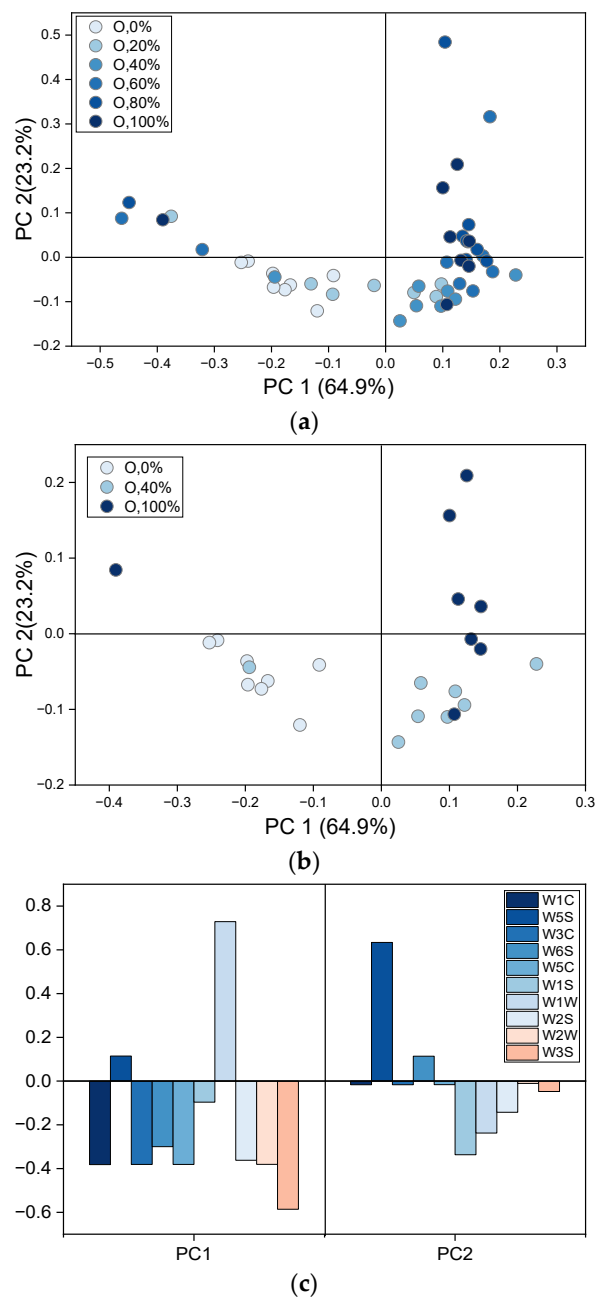 O,0%
O,20%
O,40%
O,60%
O,80%
O,100%
0.5
0.4
0.3
0.2
0.1
0.0
−0.1
−0.2
PC 2(23.2%)
−0.5 −0.4 −0.3 −0.2 −0.1 0.0 0.1 0.2 0.3
PC 1 (64.9%)
(a)
O,0%
O,40%
O,100%
0.2
0.1
0.0
−0.1
−0.2
PC 2(23.2%)
−0.4 −0.3 −0.2 −0.1 0.0 0.1 0.2 0.3
PC 1 (64.9%)
(b)
0.8
0.6
0.4
0.2
0.0
−0.2
−0.4
−0.6
W1C
W5S
W3C
W6S
W5C
W1S
W1W
W2S
W2W
W3S
PC1 PC2
(c)